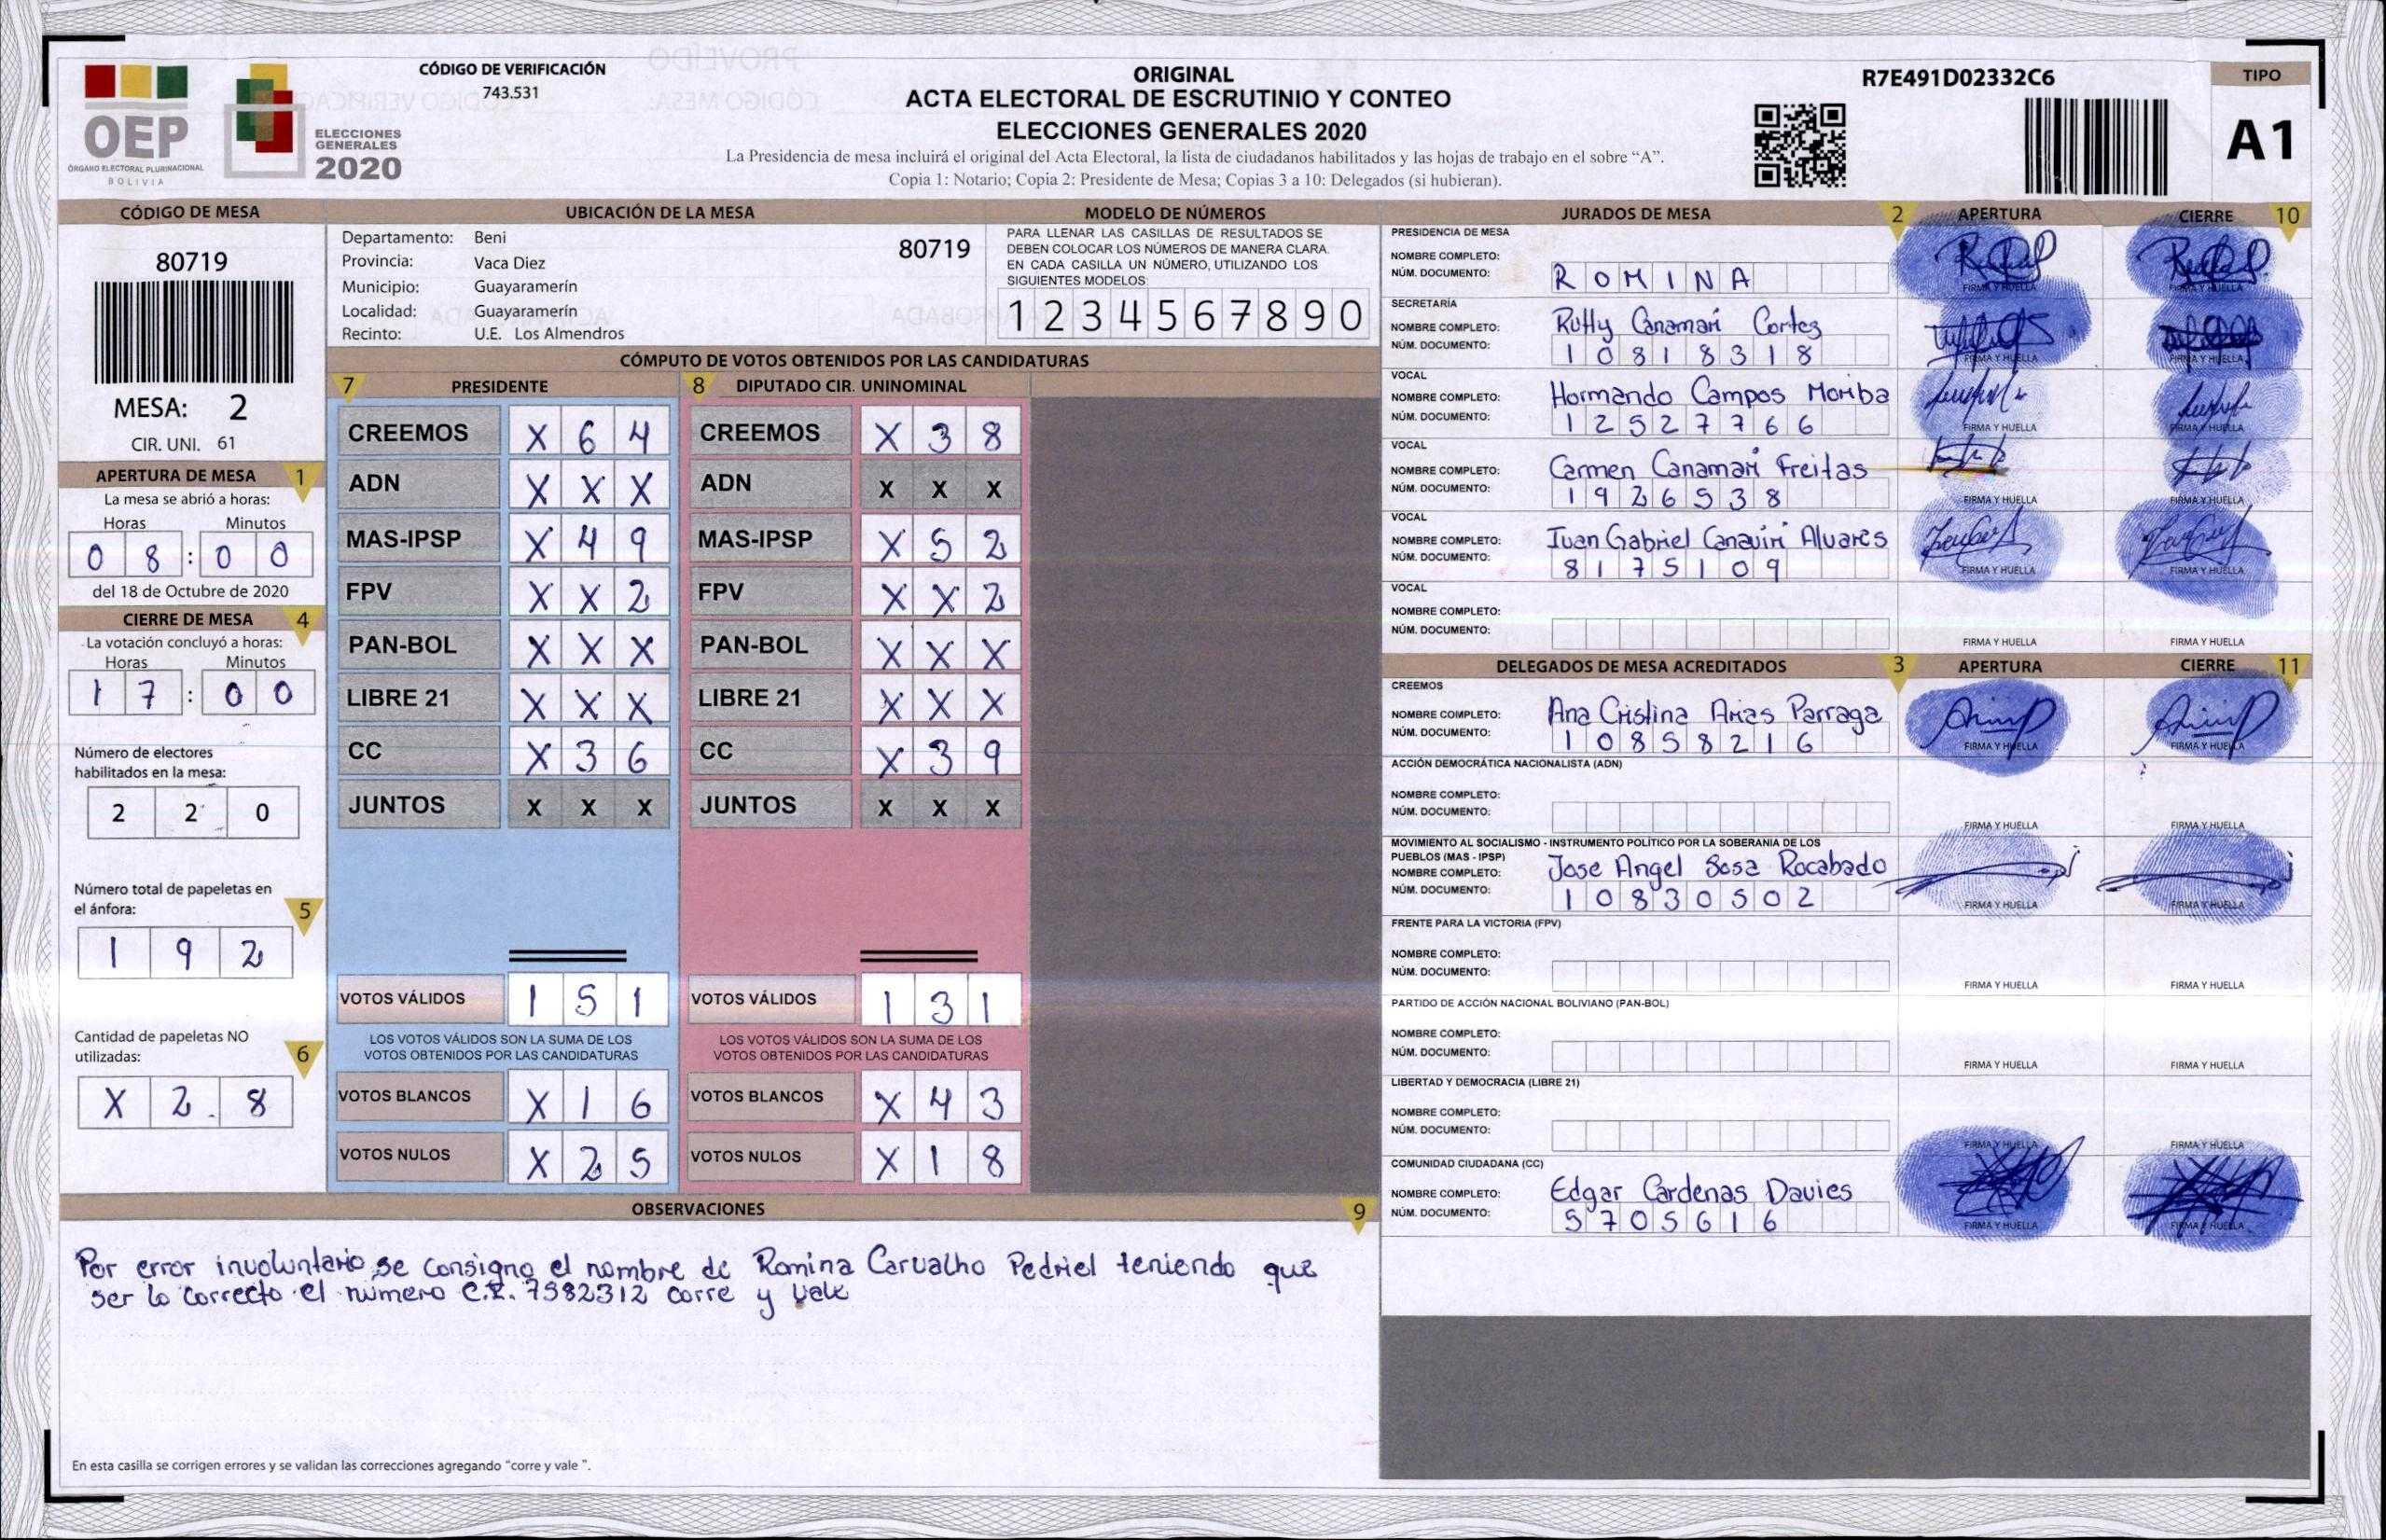 CÓDIGO DE VERIFICACIÓN
743.531
OEP
ÓRGANO ELECTORAL PLURINACIONAL
BOLIVIA
ELECCIONES
GENERALES
2020
ORIGINAL
ACTA ELECTORAL DE ESCRUTINIO Y CONTEO
ELECCIONES GENERALES 2020
La Presidencia de mesa incluirá el original del Acta Electoral, la lista de ciudadanos habilitados y las hojas de trabajo en el sobre “A”.
Copia 1: Notario; Copia 2: Presidente de Mesa; Copias 3 a 10: Delegados (si hubieran).
R7E491D02332C6
TIPO
A1
CÓDIGO DE MESA
80719
MESA: 2
CIR. UNI. 61
APERTURA DE MESA 1
La mesa se abrió a horas:
Horas Minutos
0 8 : 0 0
del 18 de Octubre de 2020
CIERRE DE MESA 4
La votación concluyó a horas:
Horas Minutos
1 7 : 0 0
Número de electores
habilitados en la mesa:
2 2 0
Número total de papeletas en
el ánfora: 5
1 9 2
Cantidad de papeletas NO
utilizadas: 6
X 2 8
UBICACIÓN DE LA MESA
Departamento: Beni 80719
Provincia: Vaca Diez
Municipio: Guayaramerín
Localidad: Guayaramerín
Recinto: U.E. Los Almendros
MODELO DE NÚMEROS
PARA LLENAR LAS CASILLAS DE RESULTADOS SE
DEBEN COLOCAR LOS NÚMEROS DE MANERA CLARA.
EN CADA CASILLA UN NÚMERO, UTILIZANDO LOS
SIGUIENTES MODELOS
1 2 3 4 5 6 7 8 9 0
CÓMPUTO DE VOTOS OBTENIDOS POR LAS CANDIDATURAS
7 PRESIDENTE 8 DIPUTADO CIR. UNINOMINAL
CREEMOS X 6 4 CREEMOS X 3 8
ADN X X X ADN X X X
MAS-IPSP X 4 9 MAS-IPSP X 5 2
FPV X X 2 FPV X X 2
PAN-BOL X X X PAN-BOL X X X
LIBRE 21 X X X LIBRE 21 X X X
CC X 3 6 CC X 3 9
JUNTOS X X X JUNTOS X X X
VOTOS VÁLIDOS 1 5 1 VOTOS VÁLIDOS 1 3 1
LOS VOTOS VÁLIDOS SON LA SUMA DE LOS LOS VOTOS VÁLIDOS SON LA SUMA DE LOS
VOTOS OBTENIDOS POR LAS CANDIDATURAS VOTOS OBTENIDOS POR LAS CANDIDATURAS
VOTOS BLANCOS X 1 6 VOTOS BLANCOS X 4 3
VOTOS NULOS X 2 5 VOTOS NULOS X 1 8
OBSERVACIONES 9
Por error involuntario se consigno el nombre de Romina Carvalho Pedriel teniendo que
ser lo correcto el número C.I. 7582312 corre y vale
En esta casilla se corrigen errores y se validan las correcciones agregando "corre y vale ".
JURADOS DE MESA 2 APERTURA CIERRE 10
PRESIDENCIA DE MESA
NOMBRE COMPLETO:
NÚM. DOCUMENTO: R O M I N A
FIRMA Y HUELLA FIRMA Y HUELLA
SECRETARÍA
NOMBRE COMPLETO: Rutty Canamari Cortez
NÚM. DOCUMENTO: 1 0 8 1 8 3 1 8
FIRMA Y HUELLA FIRMA Y HUELLA
VOCAL
NOMBRE COMPLETO: Hormando Campos Moriba
NÚM. DOCUMENTO: 1 2 5 2 7 7 6 6
FIRMA Y HUELLA FIRMA Y HUELLA
VOCAL
NOMBRE COMPLETO: Carmen Canamari Freitas
NÚM. DOCUMENTO: 1 9 2 6 5 3 8
FIRMA Y HUELLA FIRMA Y HUELLA
VOCAL
NOMBRE COMPLETO: Juan Gabriel Canaviri Alvares
NÚM. DOCUMENTO: 8 1 7 5 1 0 9
FIRMA Y HUELLA FIRMA Y HUELLA
VOCAL
NOMBRE COMPLETO:
NÚM. DOCUMENTO:
FIRMA Y HUELLA FIRMA Y HUELLA
DELEGADOS DE MESA ACREDITADOS 3 APERTURA CIERRE 11
CREEMOS
NOMBRE COMPLETO: Ana Cristina Arias Parraga
NÚM. DOCUMENTO: 1 0 8 5 8 2 1 6
FIRMA Y HUELLA FIRMA Y HUELLA
ACCIÓN DEMOCRÁTICA NACIONALISTA (ADN)
NOMBRE COMPLETO:
NÚM. DOCUMENTO:
FIRMA Y HUELLA FIRMA Y HUELLA
MOVIMIENTO AL SOCIALISMO - INSTRUMENTO POLÍTICO POR LA SOBERANIA DE LOS
PUEBLOS (MAS - IPSP)
NOMBRE COMPLETO: Jose Angel Sosa Rocabado
NÚM. DOCUMENTO: 1 0 8 3 0 5 0 2
FIRMA Y HUELLA FIRMA Y HUELLA
FRENTE PARA LA VICTORIA (FPV)
NOMBRE COMPLETO:
NÚM. DOCUMENTO:
FIRMA Y HUELLA FIRMA Y HUELLA
PARTIDO DE ACCIÓN NACIONAL BOLIVIANO (PAN-BOL)
NOMBRE COMPLETO:
NÚM. DOCUMENTO:
FIRMA Y HUELLA FIRMA Y HUELLA
LIBERTAD Y DEMOCRACIA (LIBRE 21)
NOMBRE COMPLETO:
NÚM. DOCUMENTO:
FIRMA Y HUELLA FIRMA Y HUELLA
COMUNIDAD CIUDADANA (CC)
NOMBRE COMPLETO: Edgar Cardenas Davies
NÚM. DOCUMENTO: 5 7 0 5 6 1 6
FIRMA Y HUELLA FIRMA Y HUELLA